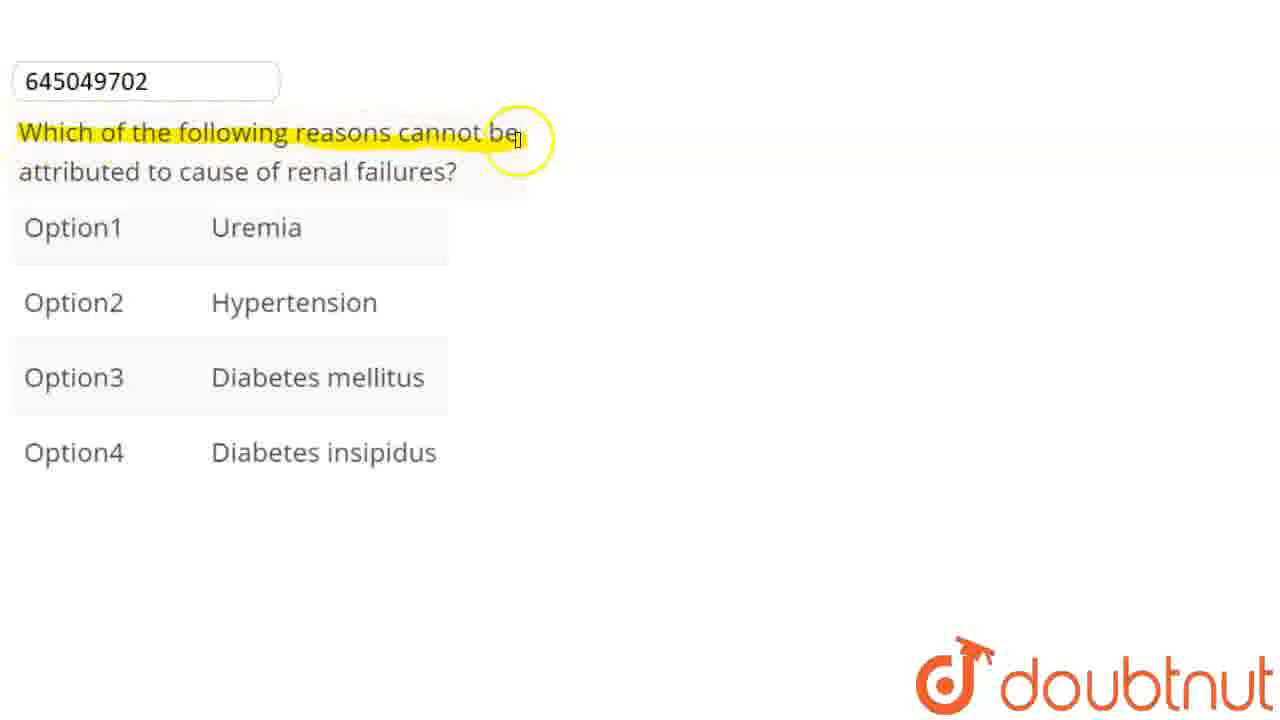 645049702
Which of the following reasons cannot be
attributed to cause of renal failures?
Option1 Uremia
Option2 Hypertension
Option3 Diabetes mellitus
Option4 Diabetes insipidus
doubtnut